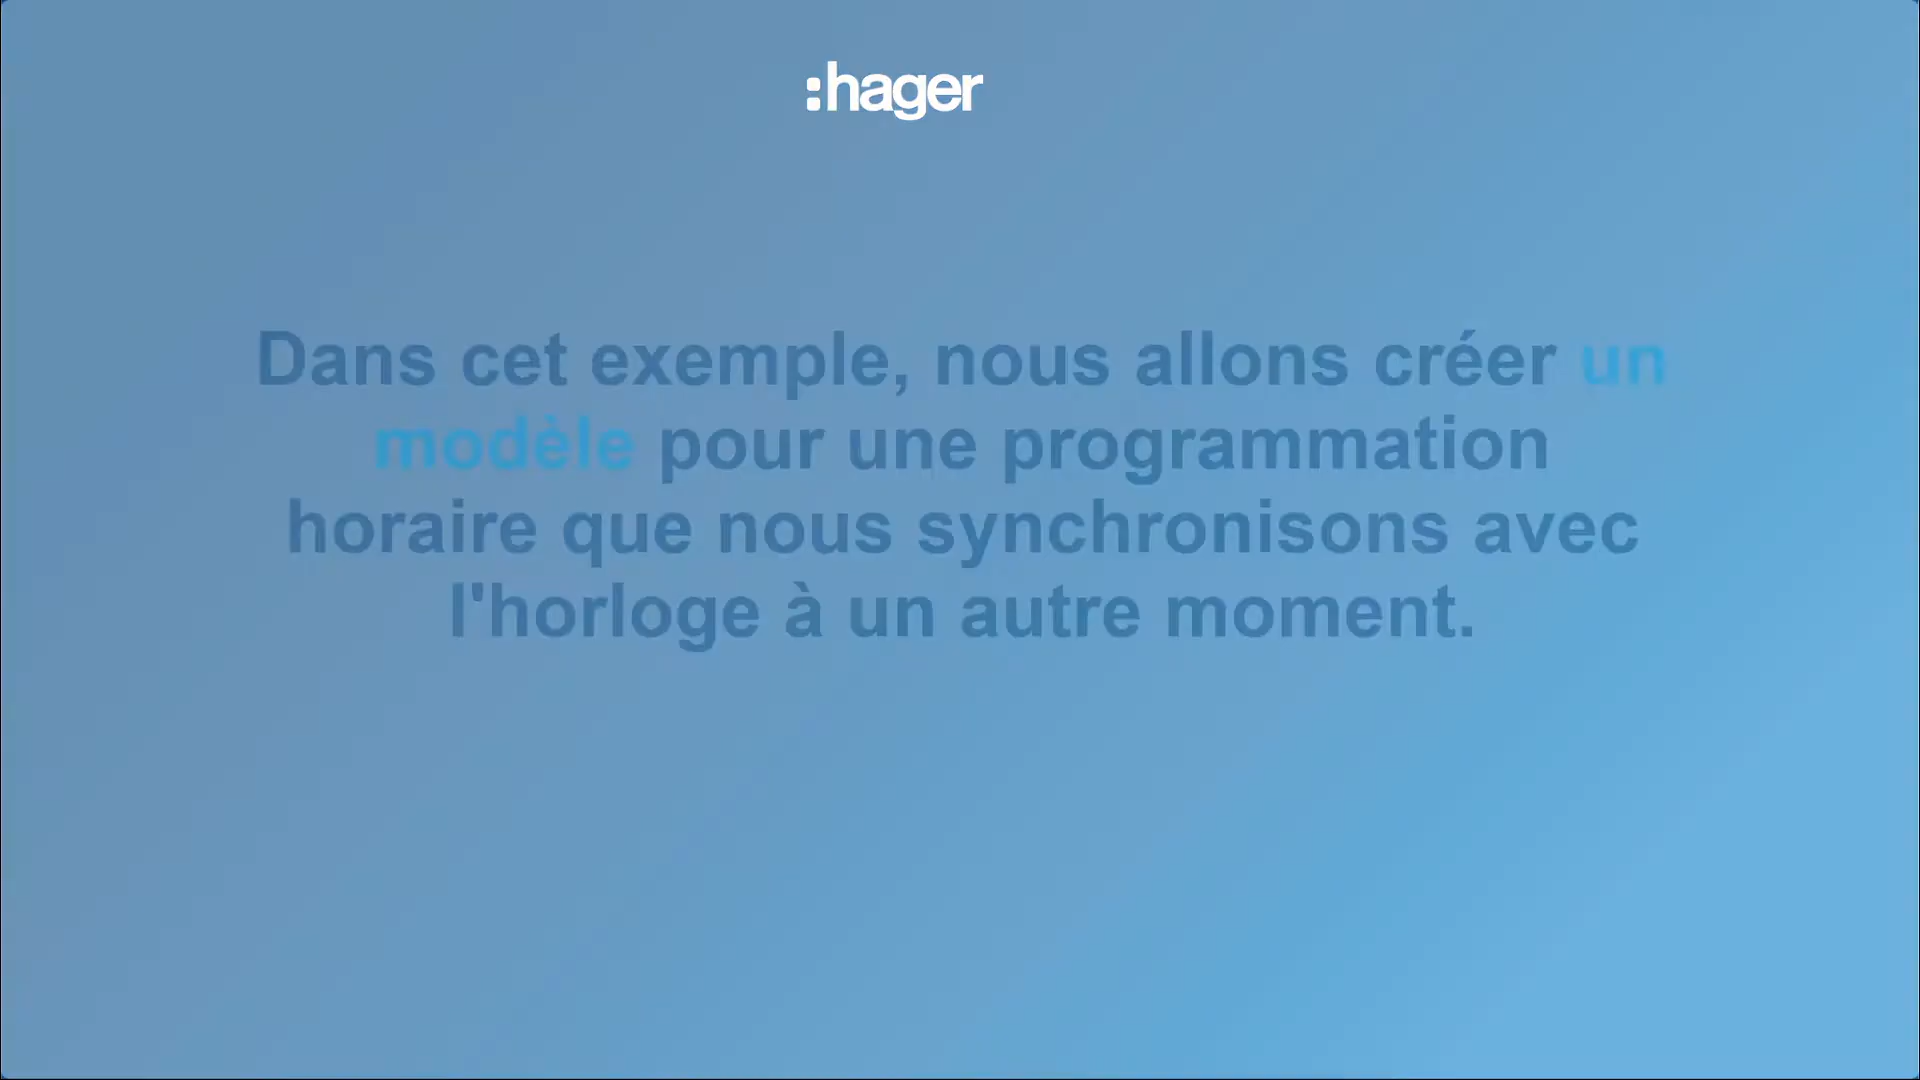 :hager
Dans cet exemple, nous allons créer un
modèle pour une programmation
horaire que nous synchronisons avec
l'horloge à un autre moment.